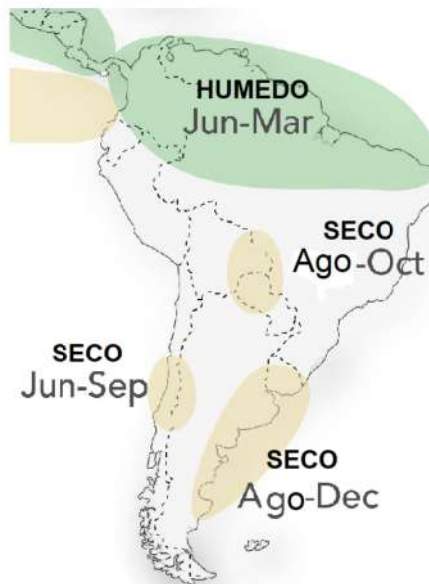 HUMEDO
Jun-Mar
SECO
Ago-Oct
SECO
Jun-Sep
SECO
Ago-Dec